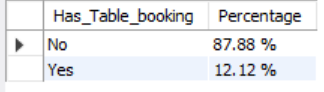 Has_Table_booking Percentage
No 87.88 %
Yes 12.12 %